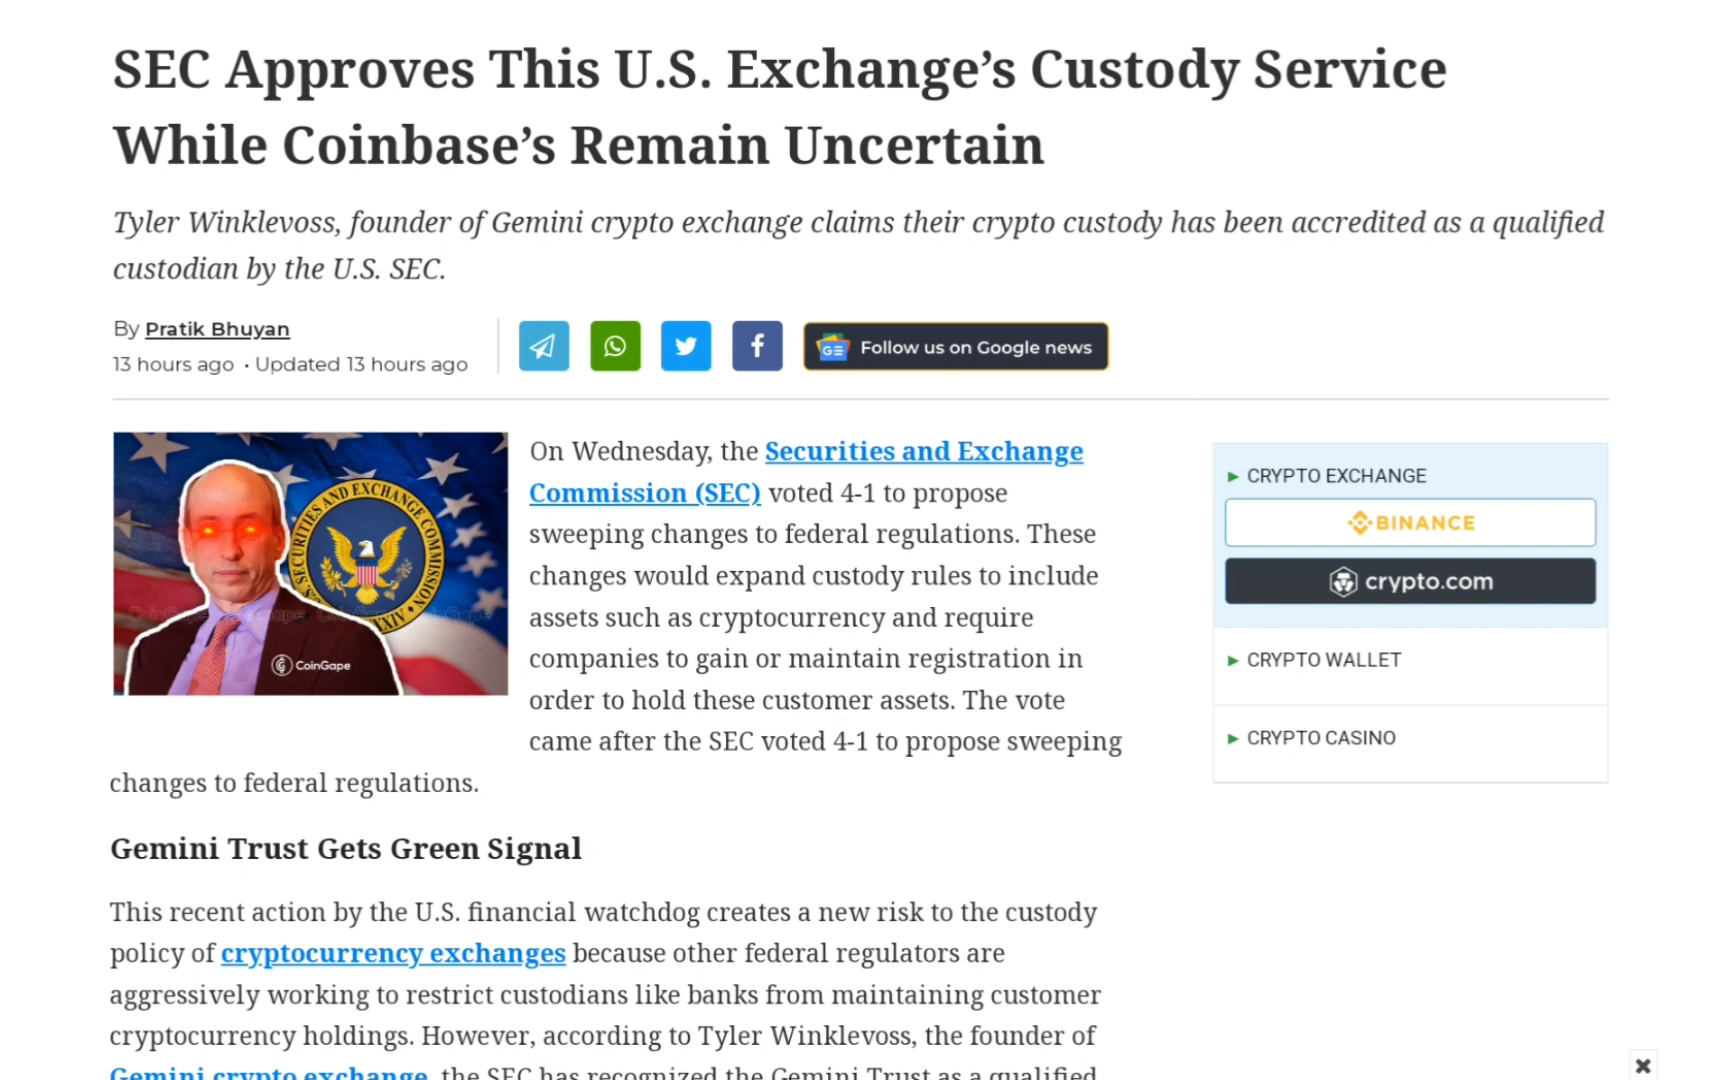 SEC Approves This U.S. Exchange’s Custody Service
While Coinbase’s Remain Uncertain
Tyler Winklevoss, founder of Gemini crypto exchange claims their crypto custody has been accredited as a qualified
custodian by the U.S. SEC.
By Pratik Bhuyan
13 hours ago • Updated 13 hours ago
GE Follow us on Google news
SECURITIES AND EXCHANGE COMMISSION
CoinGape
On Wednesday, the Securities and Exchange
Commission (SEC) voted 4-1 to propose
sweeping changes to federal regulations. These
changes would expand custody rules to include
assets such as cryptocurrency and require
companies to gain or maintain registration in
order to hold these customer assets. The vote
came after the SEC voted 4-1 to propose sweeping
changes to federal regulations.
Gemini Trust Gets Green Signal
This recent action by the U.S. financial watchdog creates a new risk to the custody
policy of cryptocurrency exchanges because other federal regulators are
aggressively working to restrict custodians like banks from maintaining customer
cryptocurrency holdings. However, according to Tyler Winklevoss, the founder of
Gemini crypto exchange, the SEC has recognized the Gemini Trust as a qualified
► CRYPTO EXCHANGE
BINANCE
crypto.com
► CRYPTO WALLET
► CRYPTO CASINO